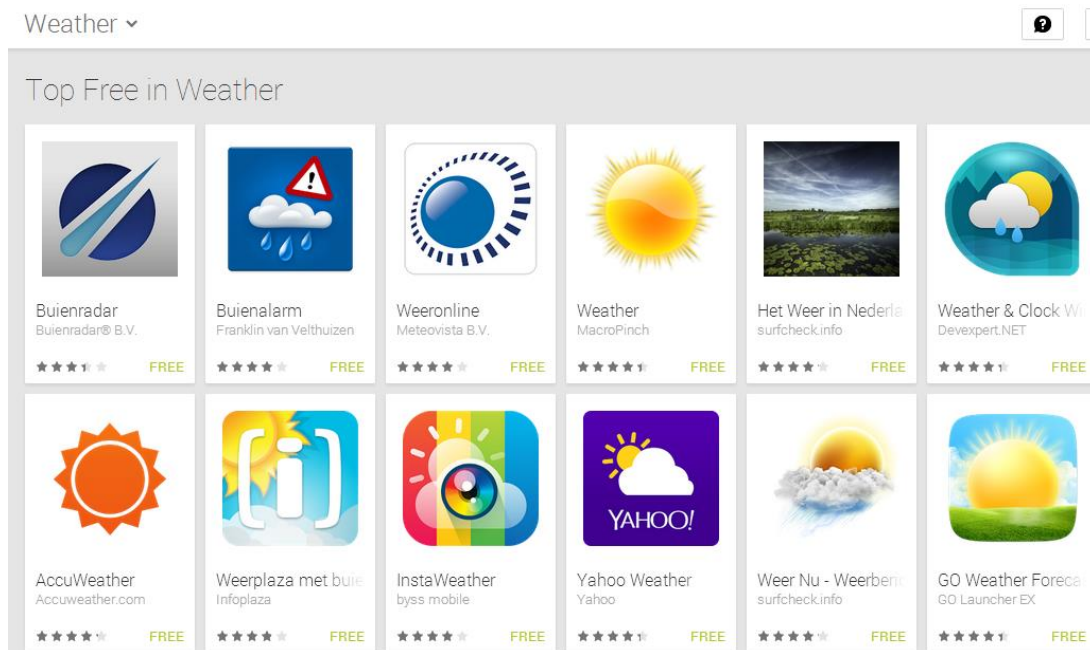 Weather
Top Free in Weather
Buienradar
Buienradar® B.V.
FREE
Buienalarm
Franklin van Velthuizen
FREE
Weeronline
Meteovista B.V.
FREE
Weather
MacroPinch
FREE
Het Weer in Nederla
surfcheck.info
FREE
Weather & Clock W
Devexpert.NET
FREE
AccuWeather
Accuweather.com
FREE
[i]
Weerplaza met buie
Infoplaza
FREE
InstaWeather
byss mobile
FREE
YAHOO!
Yahoo Weather
Yahoo
FREE
Weer Nu - Weerberic
surfcheck.info
FREE
GO Weather Foreca
GO Launcher EX
FREE